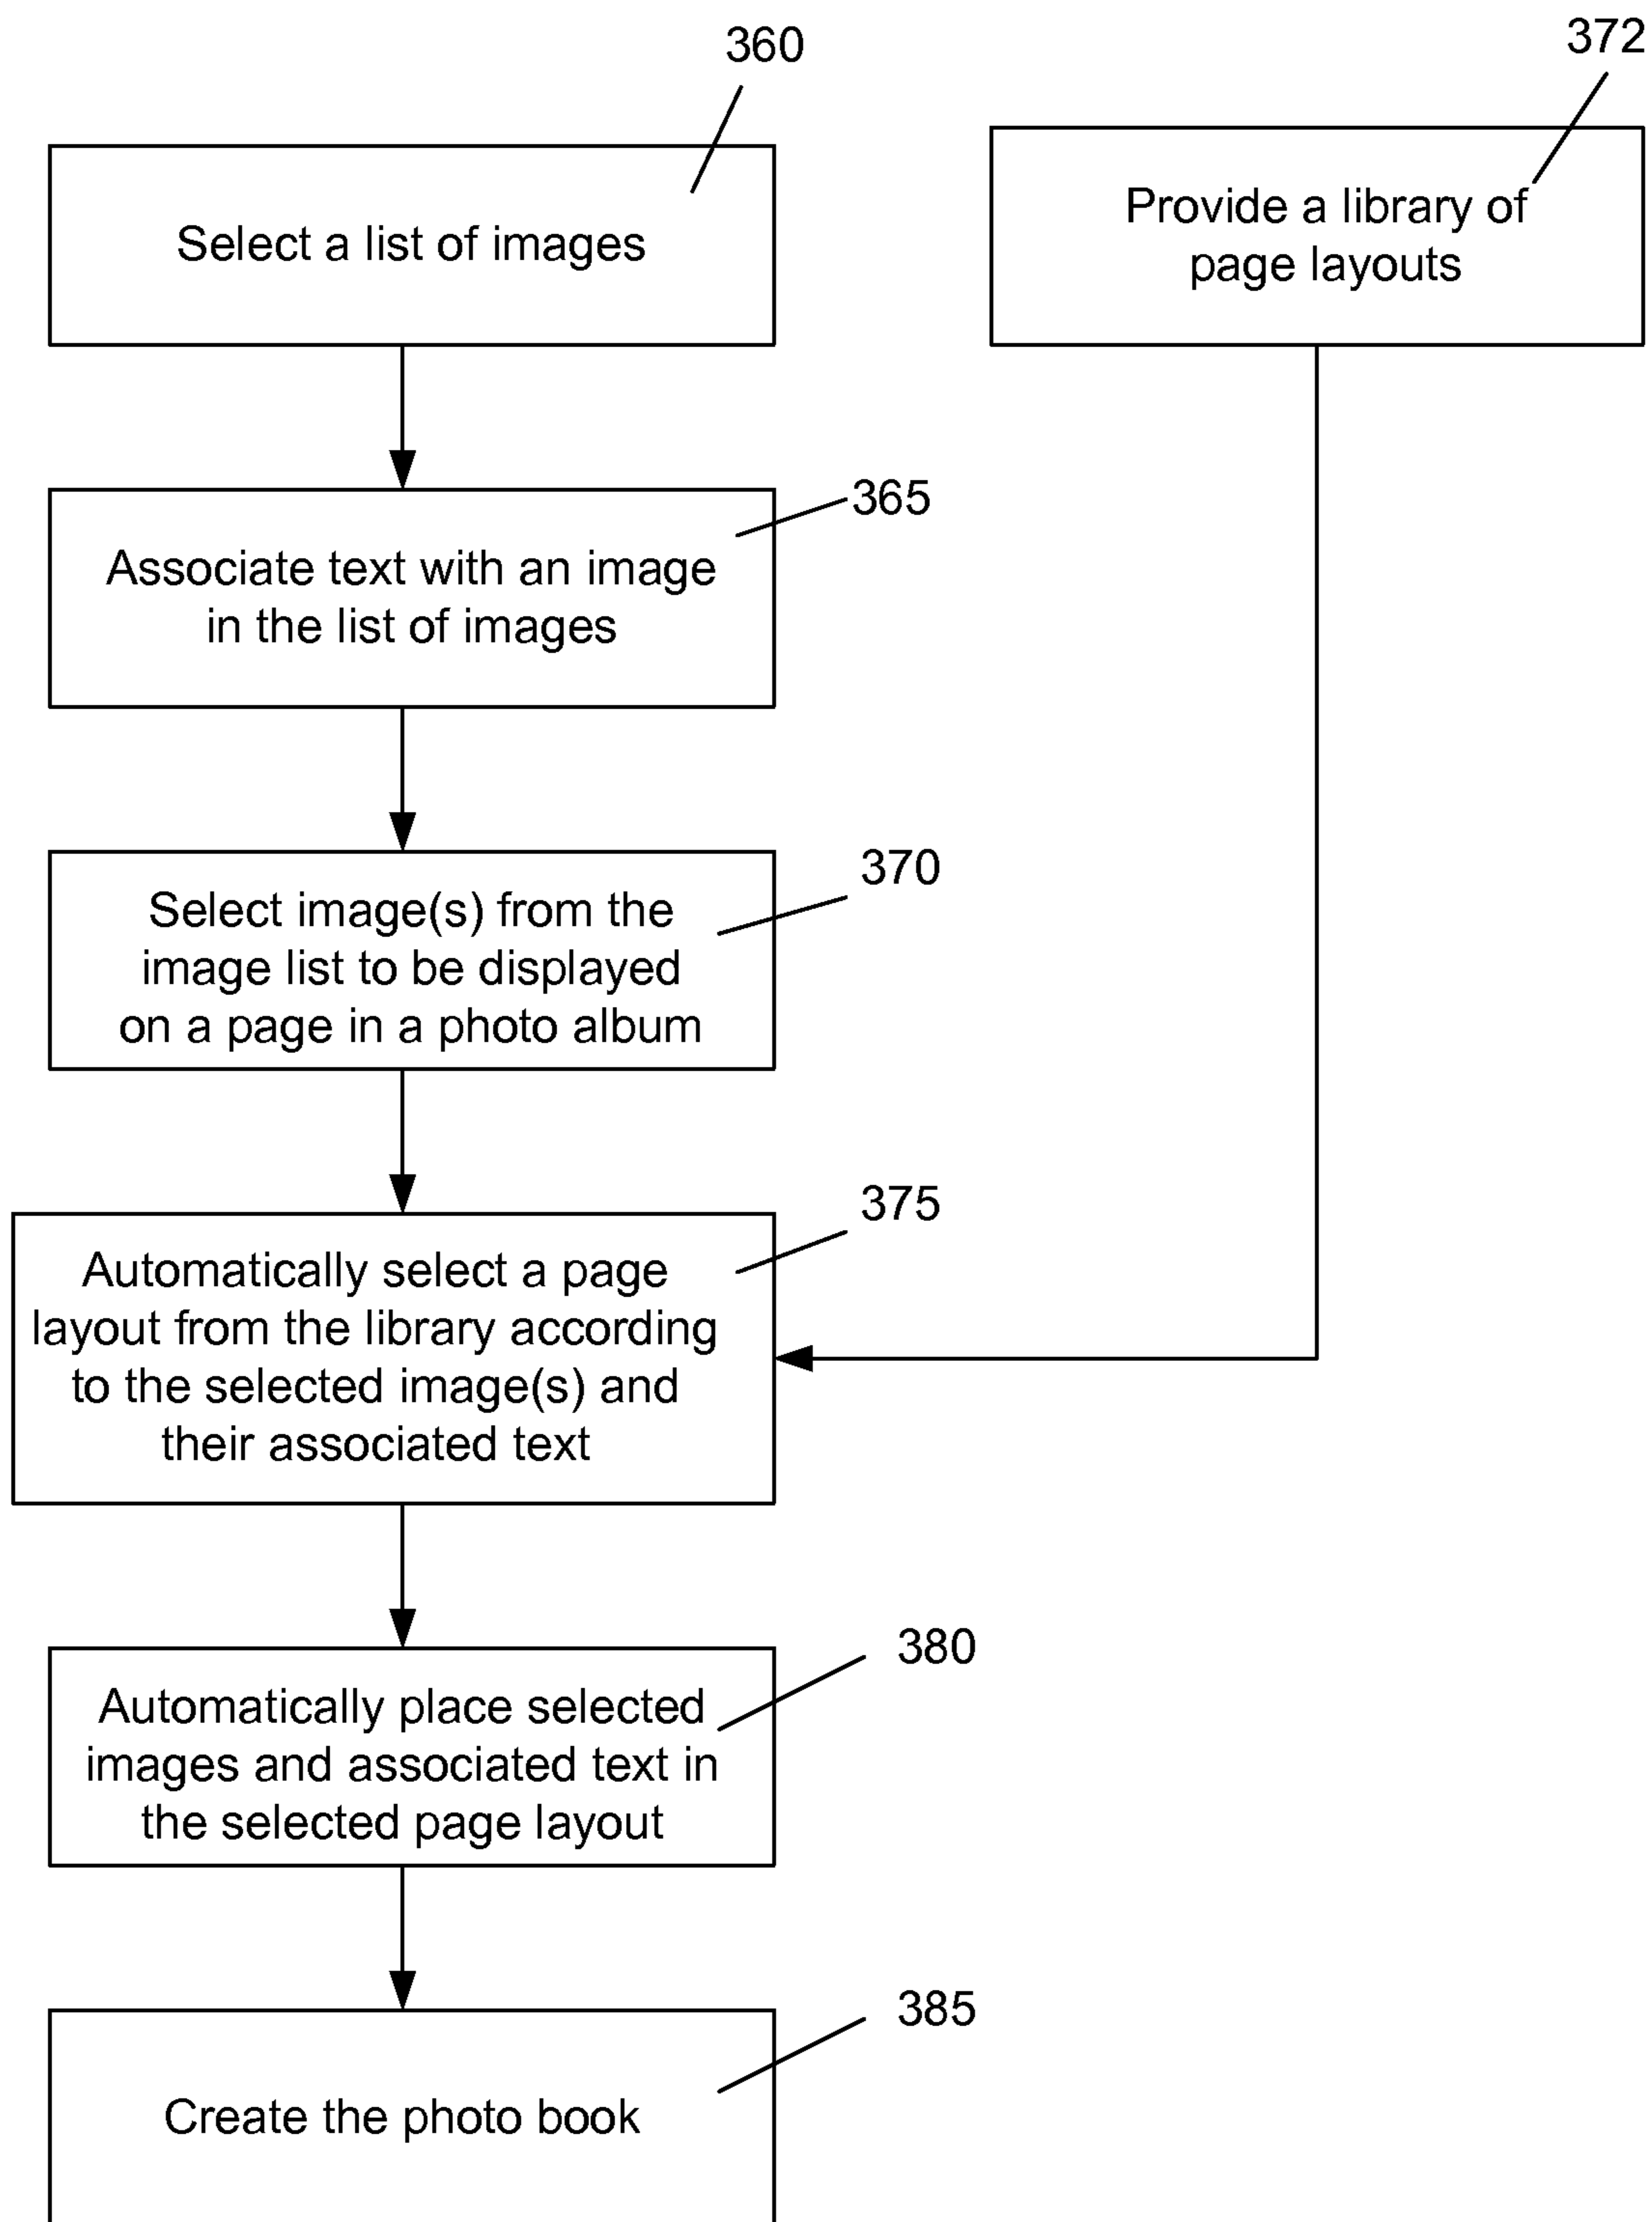 360
372
Select a list of images
Provide a library of
page layouts
365
Associate text with an image
in the list of images
370
Select image(s) from the
image list to be displayed
on a page in a photo album
375
Automatically select a page
layout from the library according
to the selected image(s) and
their associated text
380
Automatically place selected
images and associated text in
the selected page layout
385
Create the photo book